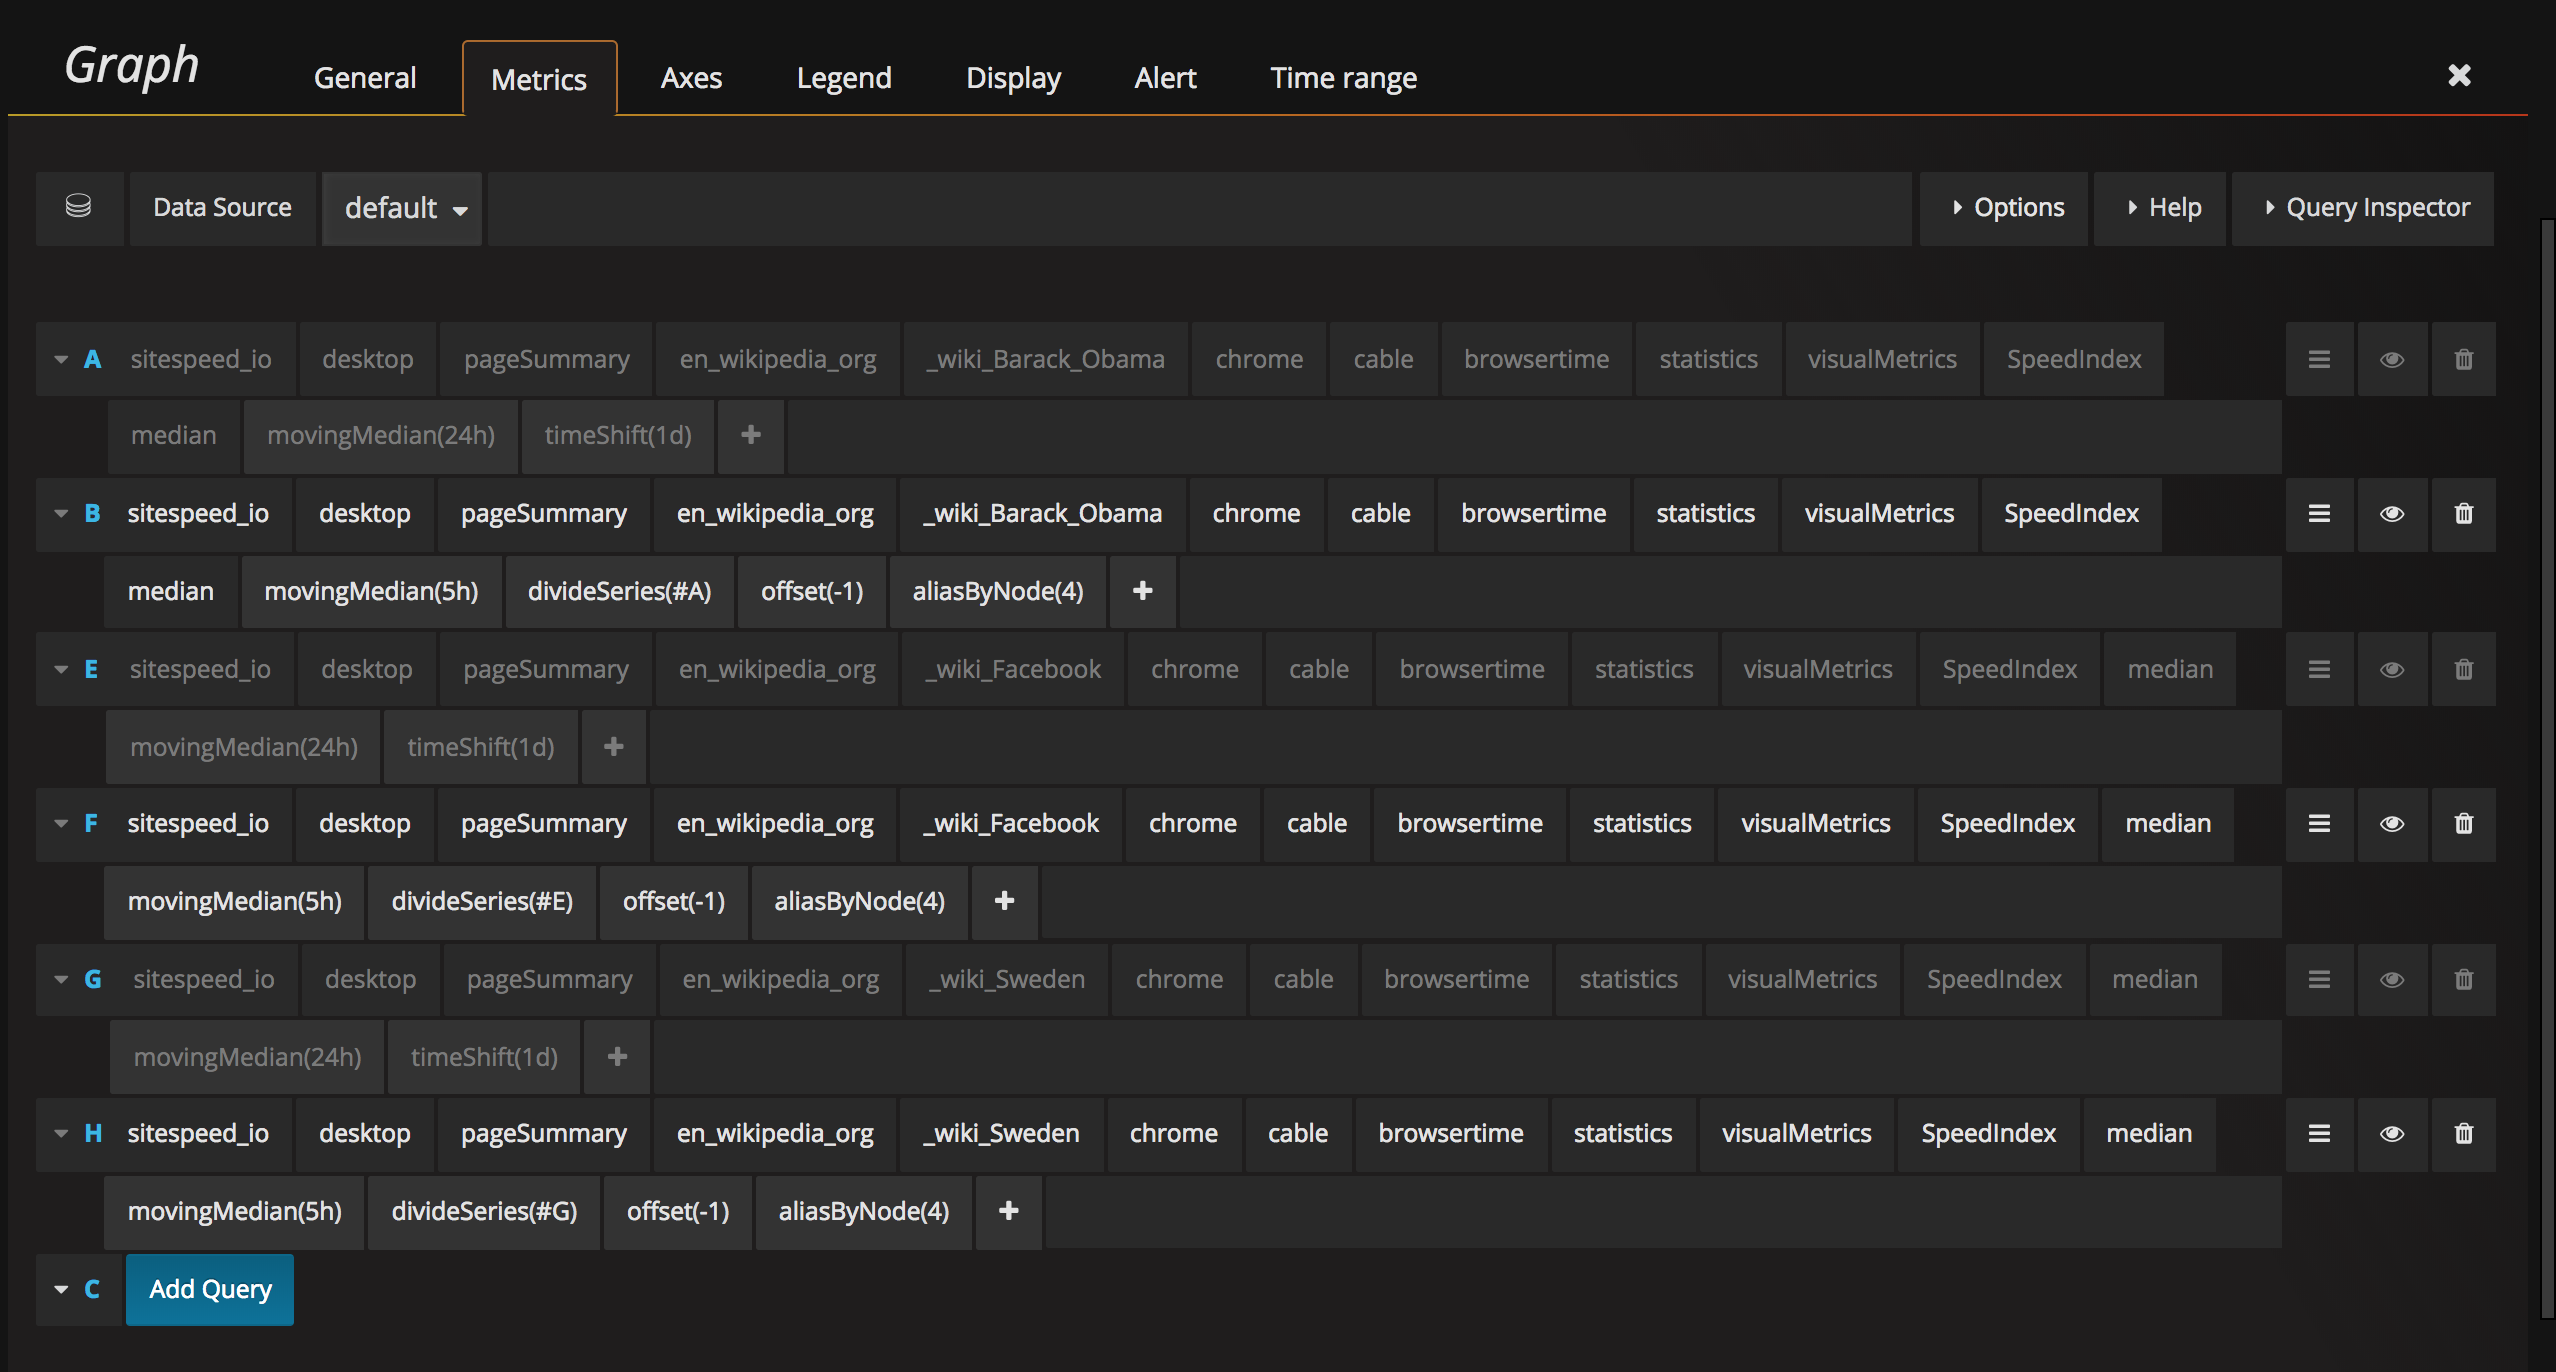 Graph General Metrics Axes Legend Display Alert Time range
Data Source default Options Help Query Inspector
A sitespeed_io desktop pageSummary en_wikipedia_org _wiki_Barack_Obama chrome cable browsertime statistics visualMetrics SpeedIndex
median movingMedian(24h) timeShift(1d) +
B sitespeed_io desktop pageSummary en_wikipedia_org _wiki_Barack_Obama chrome cable browsertime statistics visualMetrics SpeedIndex
median movingMedian(5h) divideSeries(#A) offset(-1) aliasByNode(4) +
E sitespeed_io desktop pageSummary en_wikipedia_org _wiki_Facebook chrome cable browsertime statistics visualMetrics SpeedIndex median
movingMedian(24h) timeShift(1d) +
F sitespeed_io desktop pageSummary en_wikipedia_org _wiki_Facebook chrome cable browsertime statistics visualMetrics SpeedIndex median
movingMedian(5h) divideSeries(#E) offset(-1) aliasByNode(4) +
G sitespeed_io desktop pageSummary en_wikipedia_org _wiki_Sweden chrome cable browsertime statistics visualMetrics SpeedIndex median
movingMedian(24h) timeShift(1d) +
H sitespeed_io desktop pageSummary en_wikipedia_org _wiki_Sweden chrome cable browsertime statistics visualMetrics SpeedIndex median
movingMedian(5h) divideSeries(#G) offset(-1) aliasByNode(4) +
C Add Query